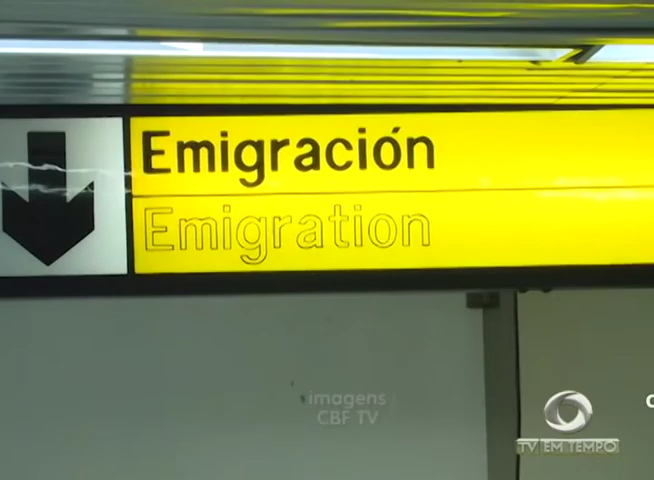 Emigración
Emigration
imagens
CBF TV
TV EM TEMPO